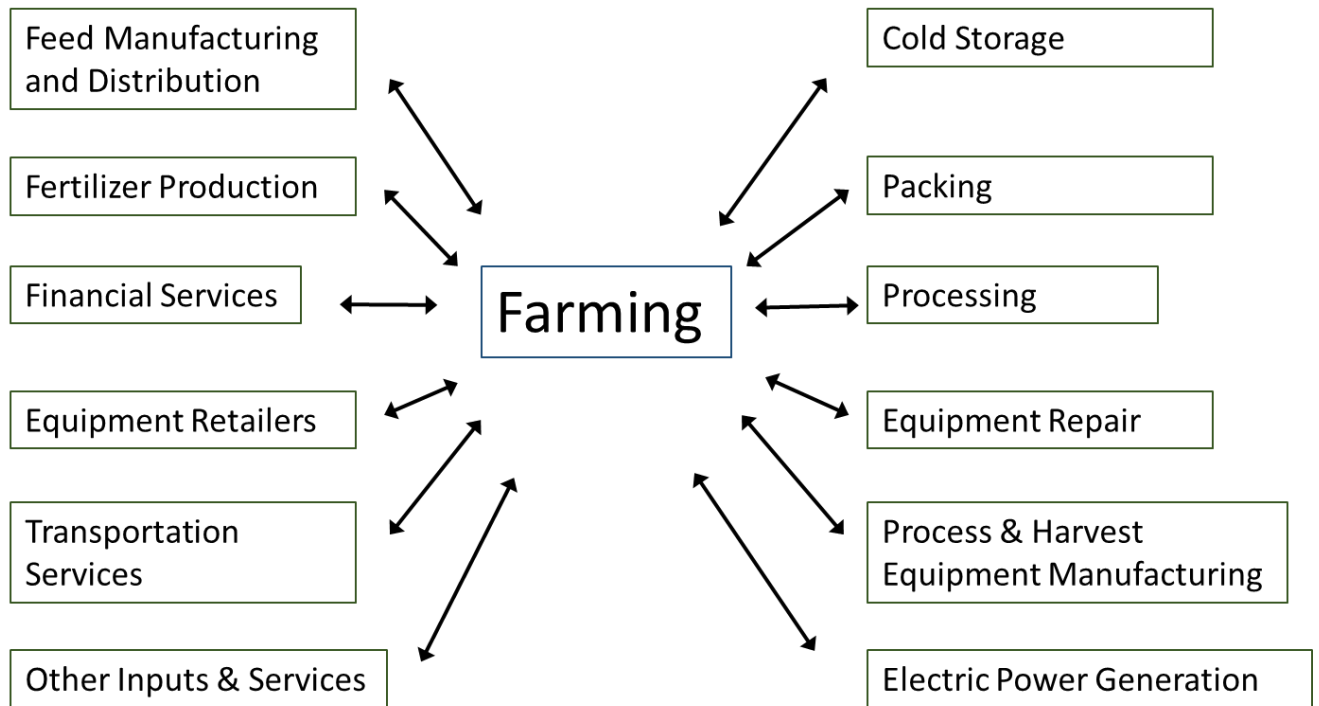 Feed Manufacturing
and Distribution
Fertilizer Production
Financial Services
Equipment Retailers
Transportation
Services
Other Inputs & Services
Farming
Cold Storage
Packing
Processing
Equipment Repair
Process & Harvest
Equipment Manufacturing
Electric Power Generation